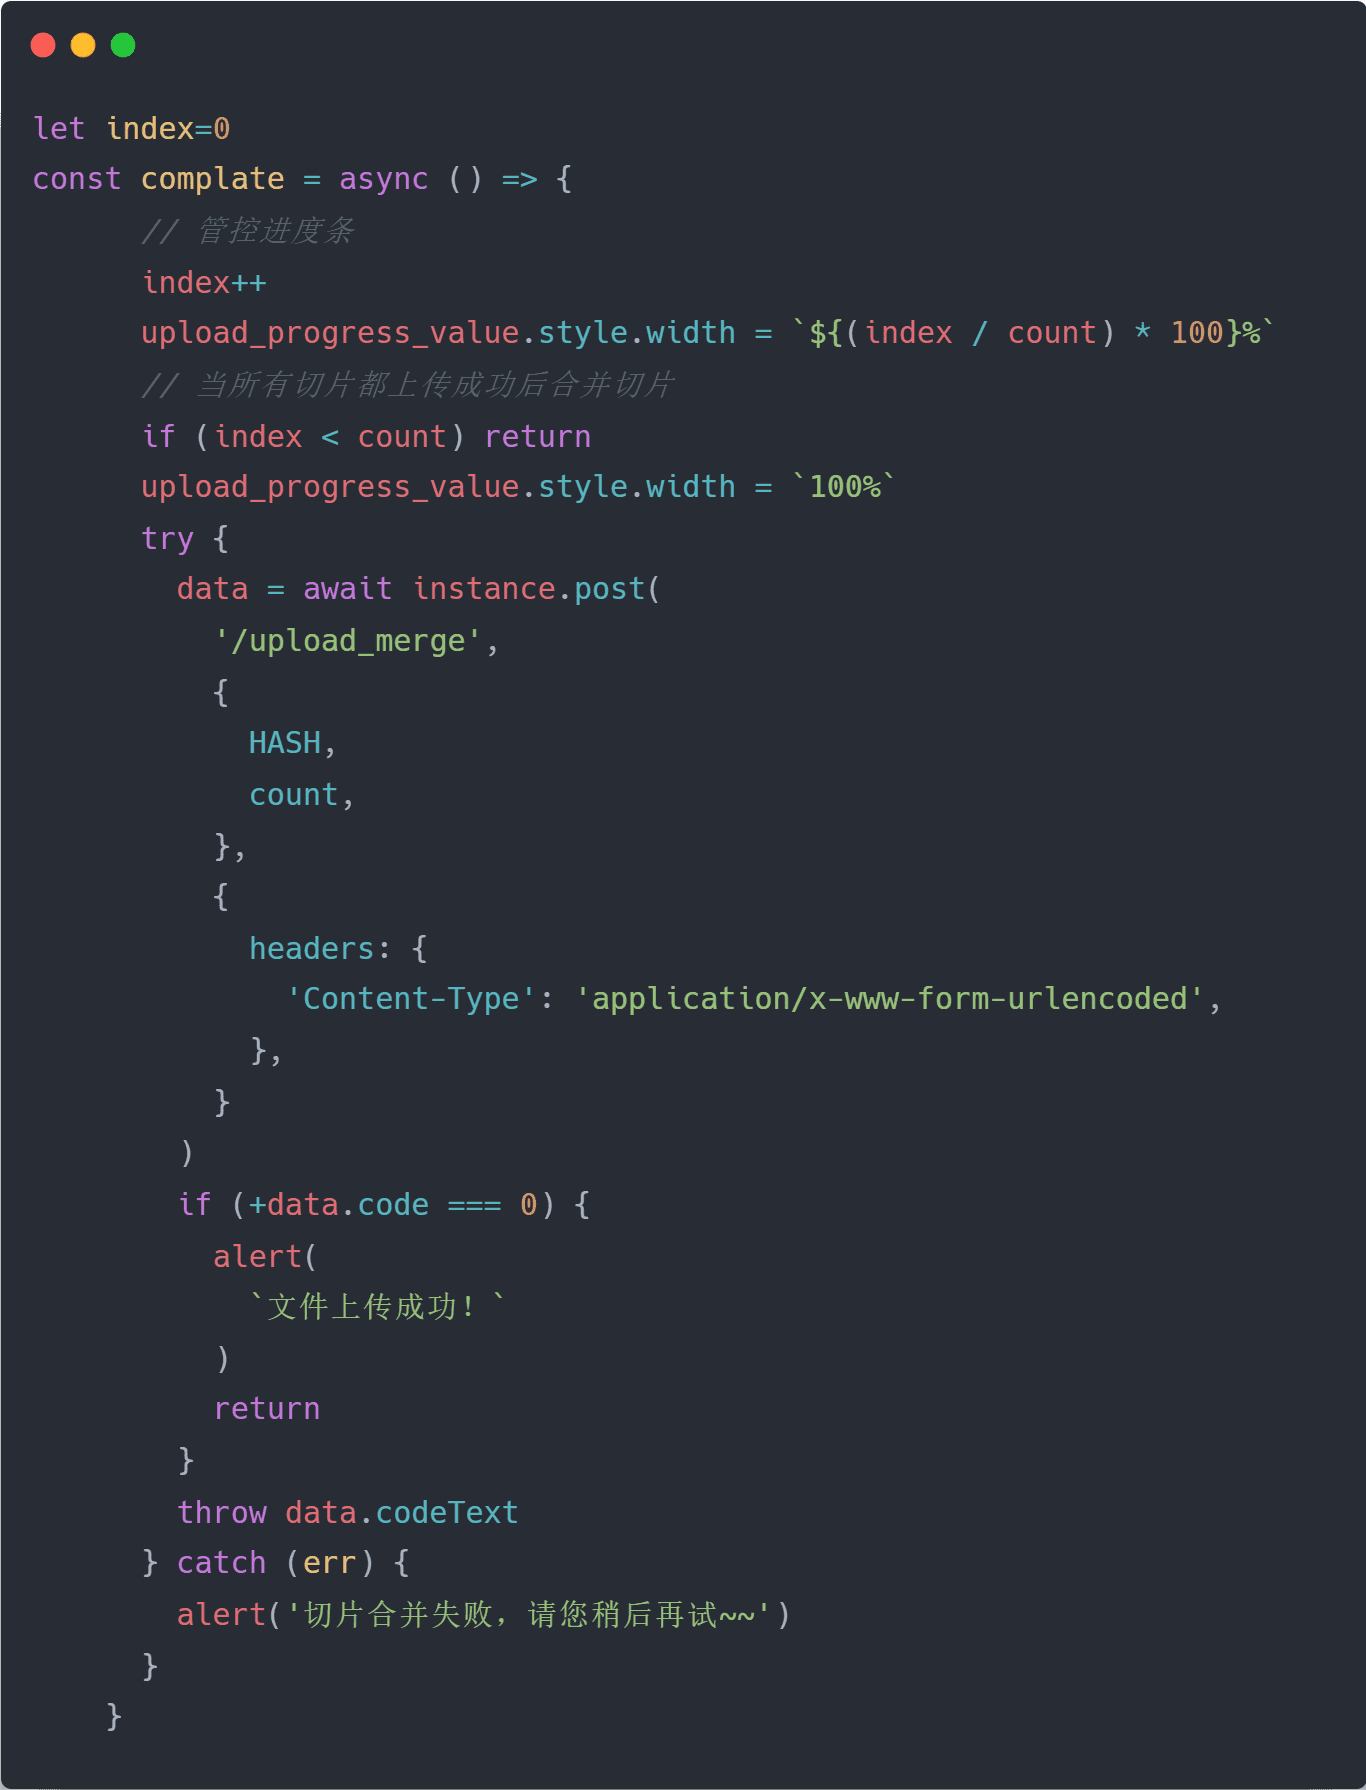 let index=0
const complate = async () => {
      // 管控进度条
      index++
      upload_progress_value.style.width = `${(index / count) * 100}%`
      // 当所有切片都上传成功后合并切片
      if (index < count) return
      upload_progress_value.style.width = `100%`
      try {
        data = await instance.post(
          '/upload_merge',
          {
            HASH,
            count,
          },
          {
            headers: {
              'Content-Type': 'application/x-www-form-urlencoded',
            },
          }
        )
        if (+data.code === 0) {
          alert(
            `文件上传成功！`
          )
          return
        }
        throw data.codeText
      } catch (err) {
        alert('切片合并失败，请您稍后再试~~')
      }
    }